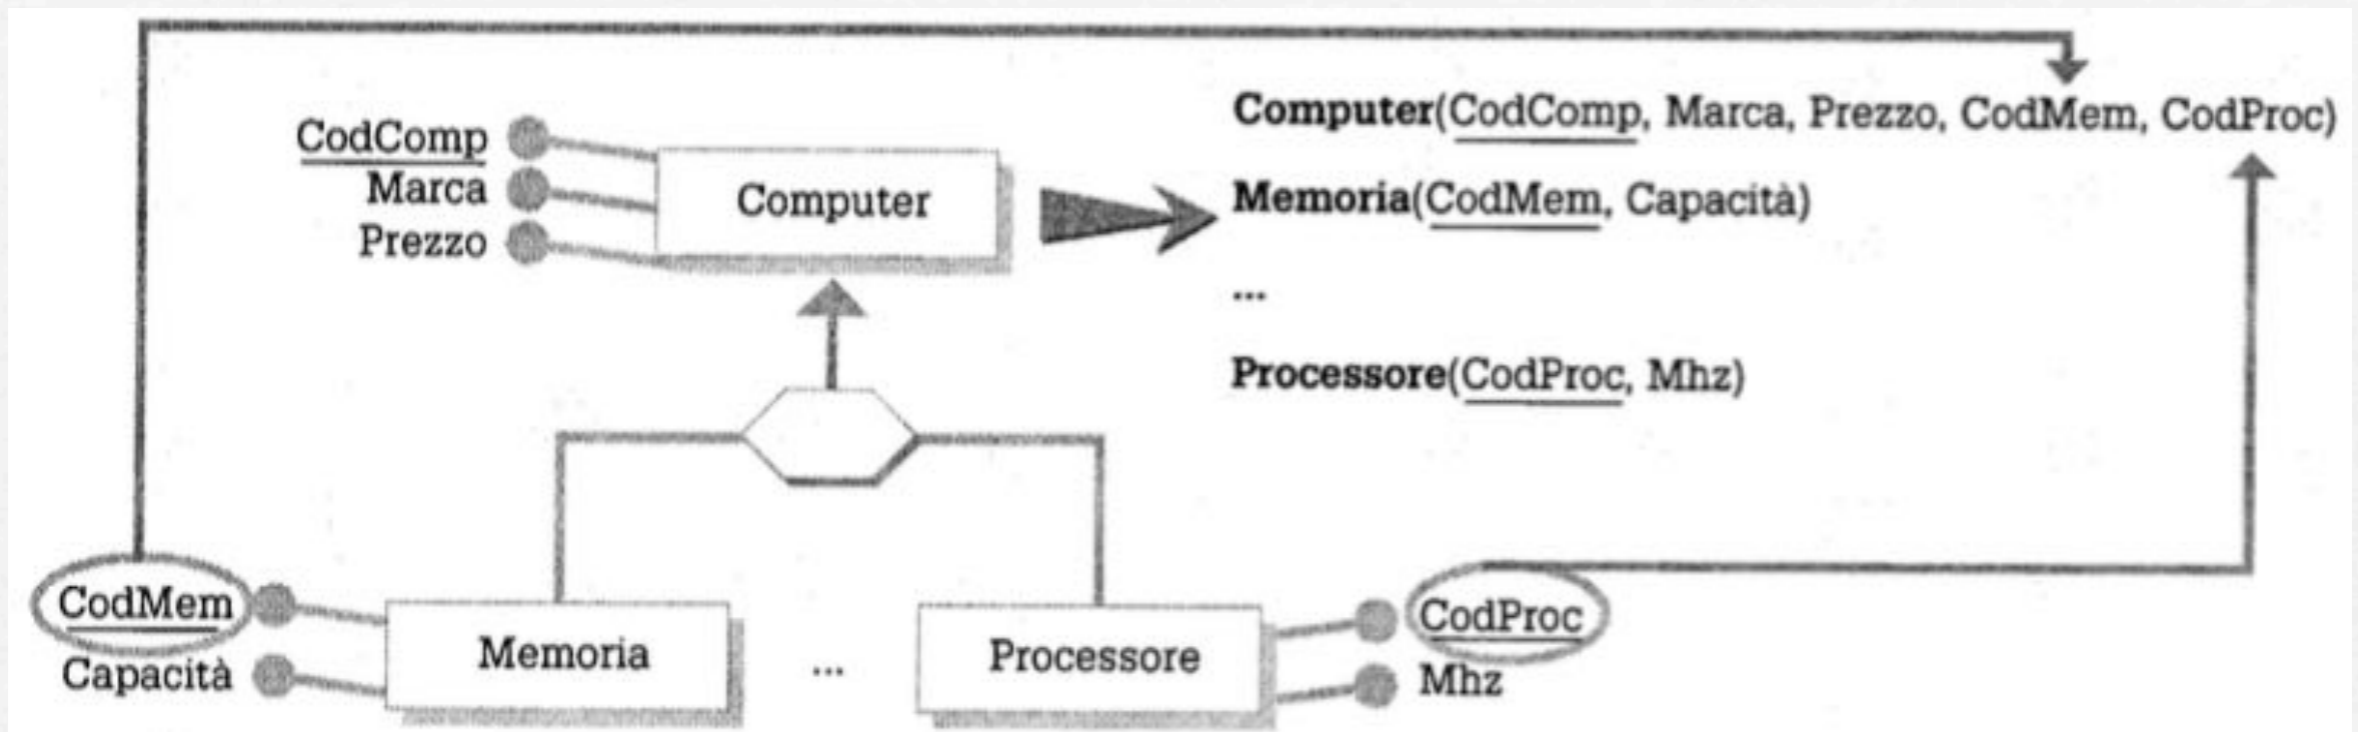 CodComp
Marca
Prezzo
Computer
Computer(CodComp, Marca, Prezzo, CodMem, CodProc)
Memoria(CodMem, Capacità)
...
Processore(CodProc, Mhz)
CodMem
Capacità
Memoria
...
Processore
CodProc
Mhz